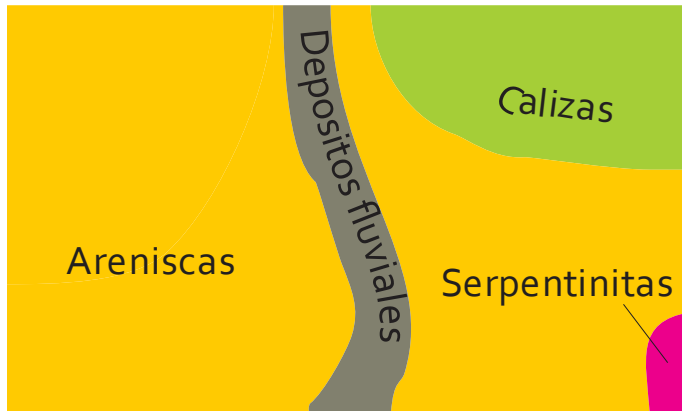 Depositos fluviales
Calizas
Areniscas
Serpentinitas